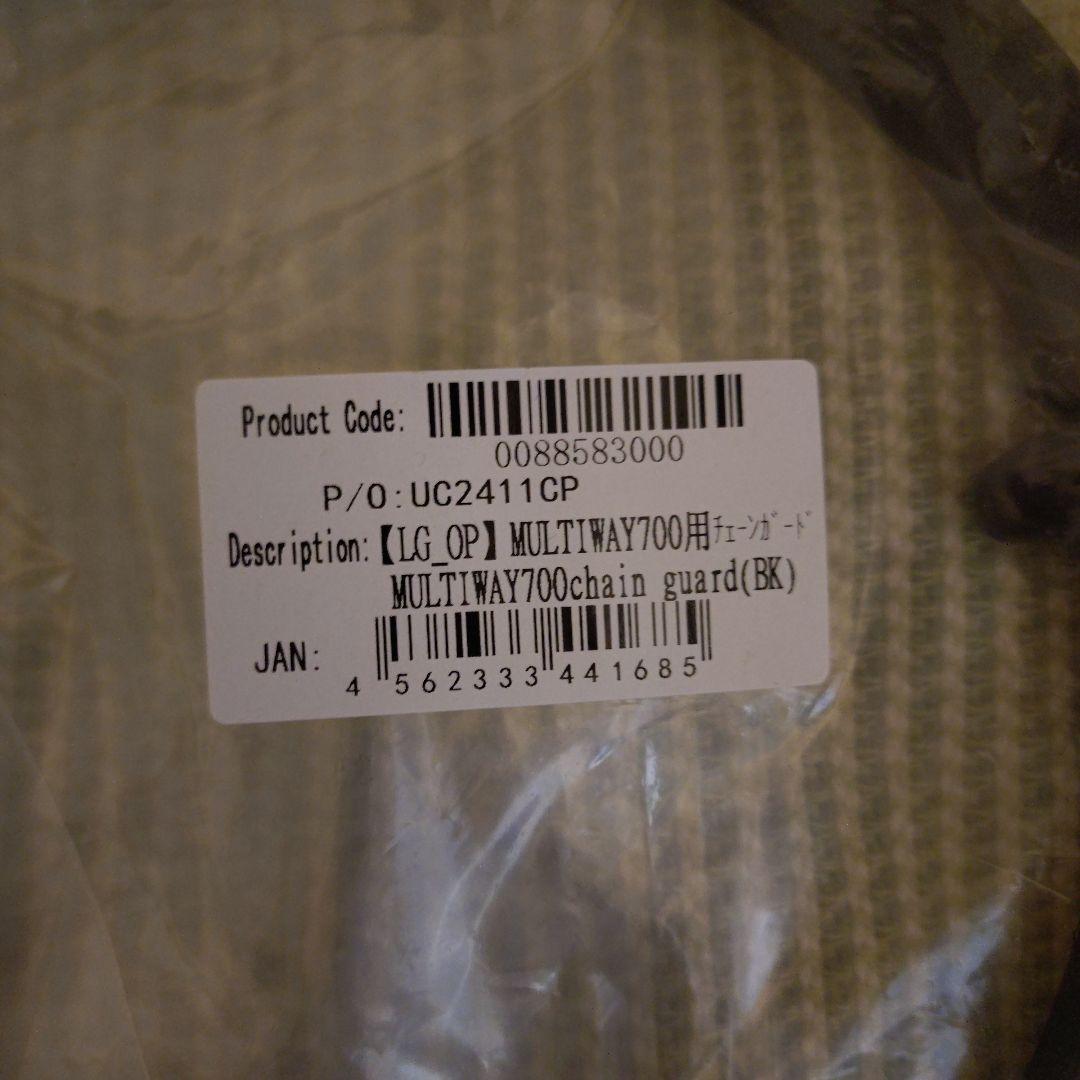 Product Code:
0088583000
P/O:UC2411CP
Description:【LG_OP】MULTIWAY700用ﾁｪｰﾝｶﾞｰﾄﾞ
MULTIWAY700chain guard(BK)
JAN:
4 562333 441685